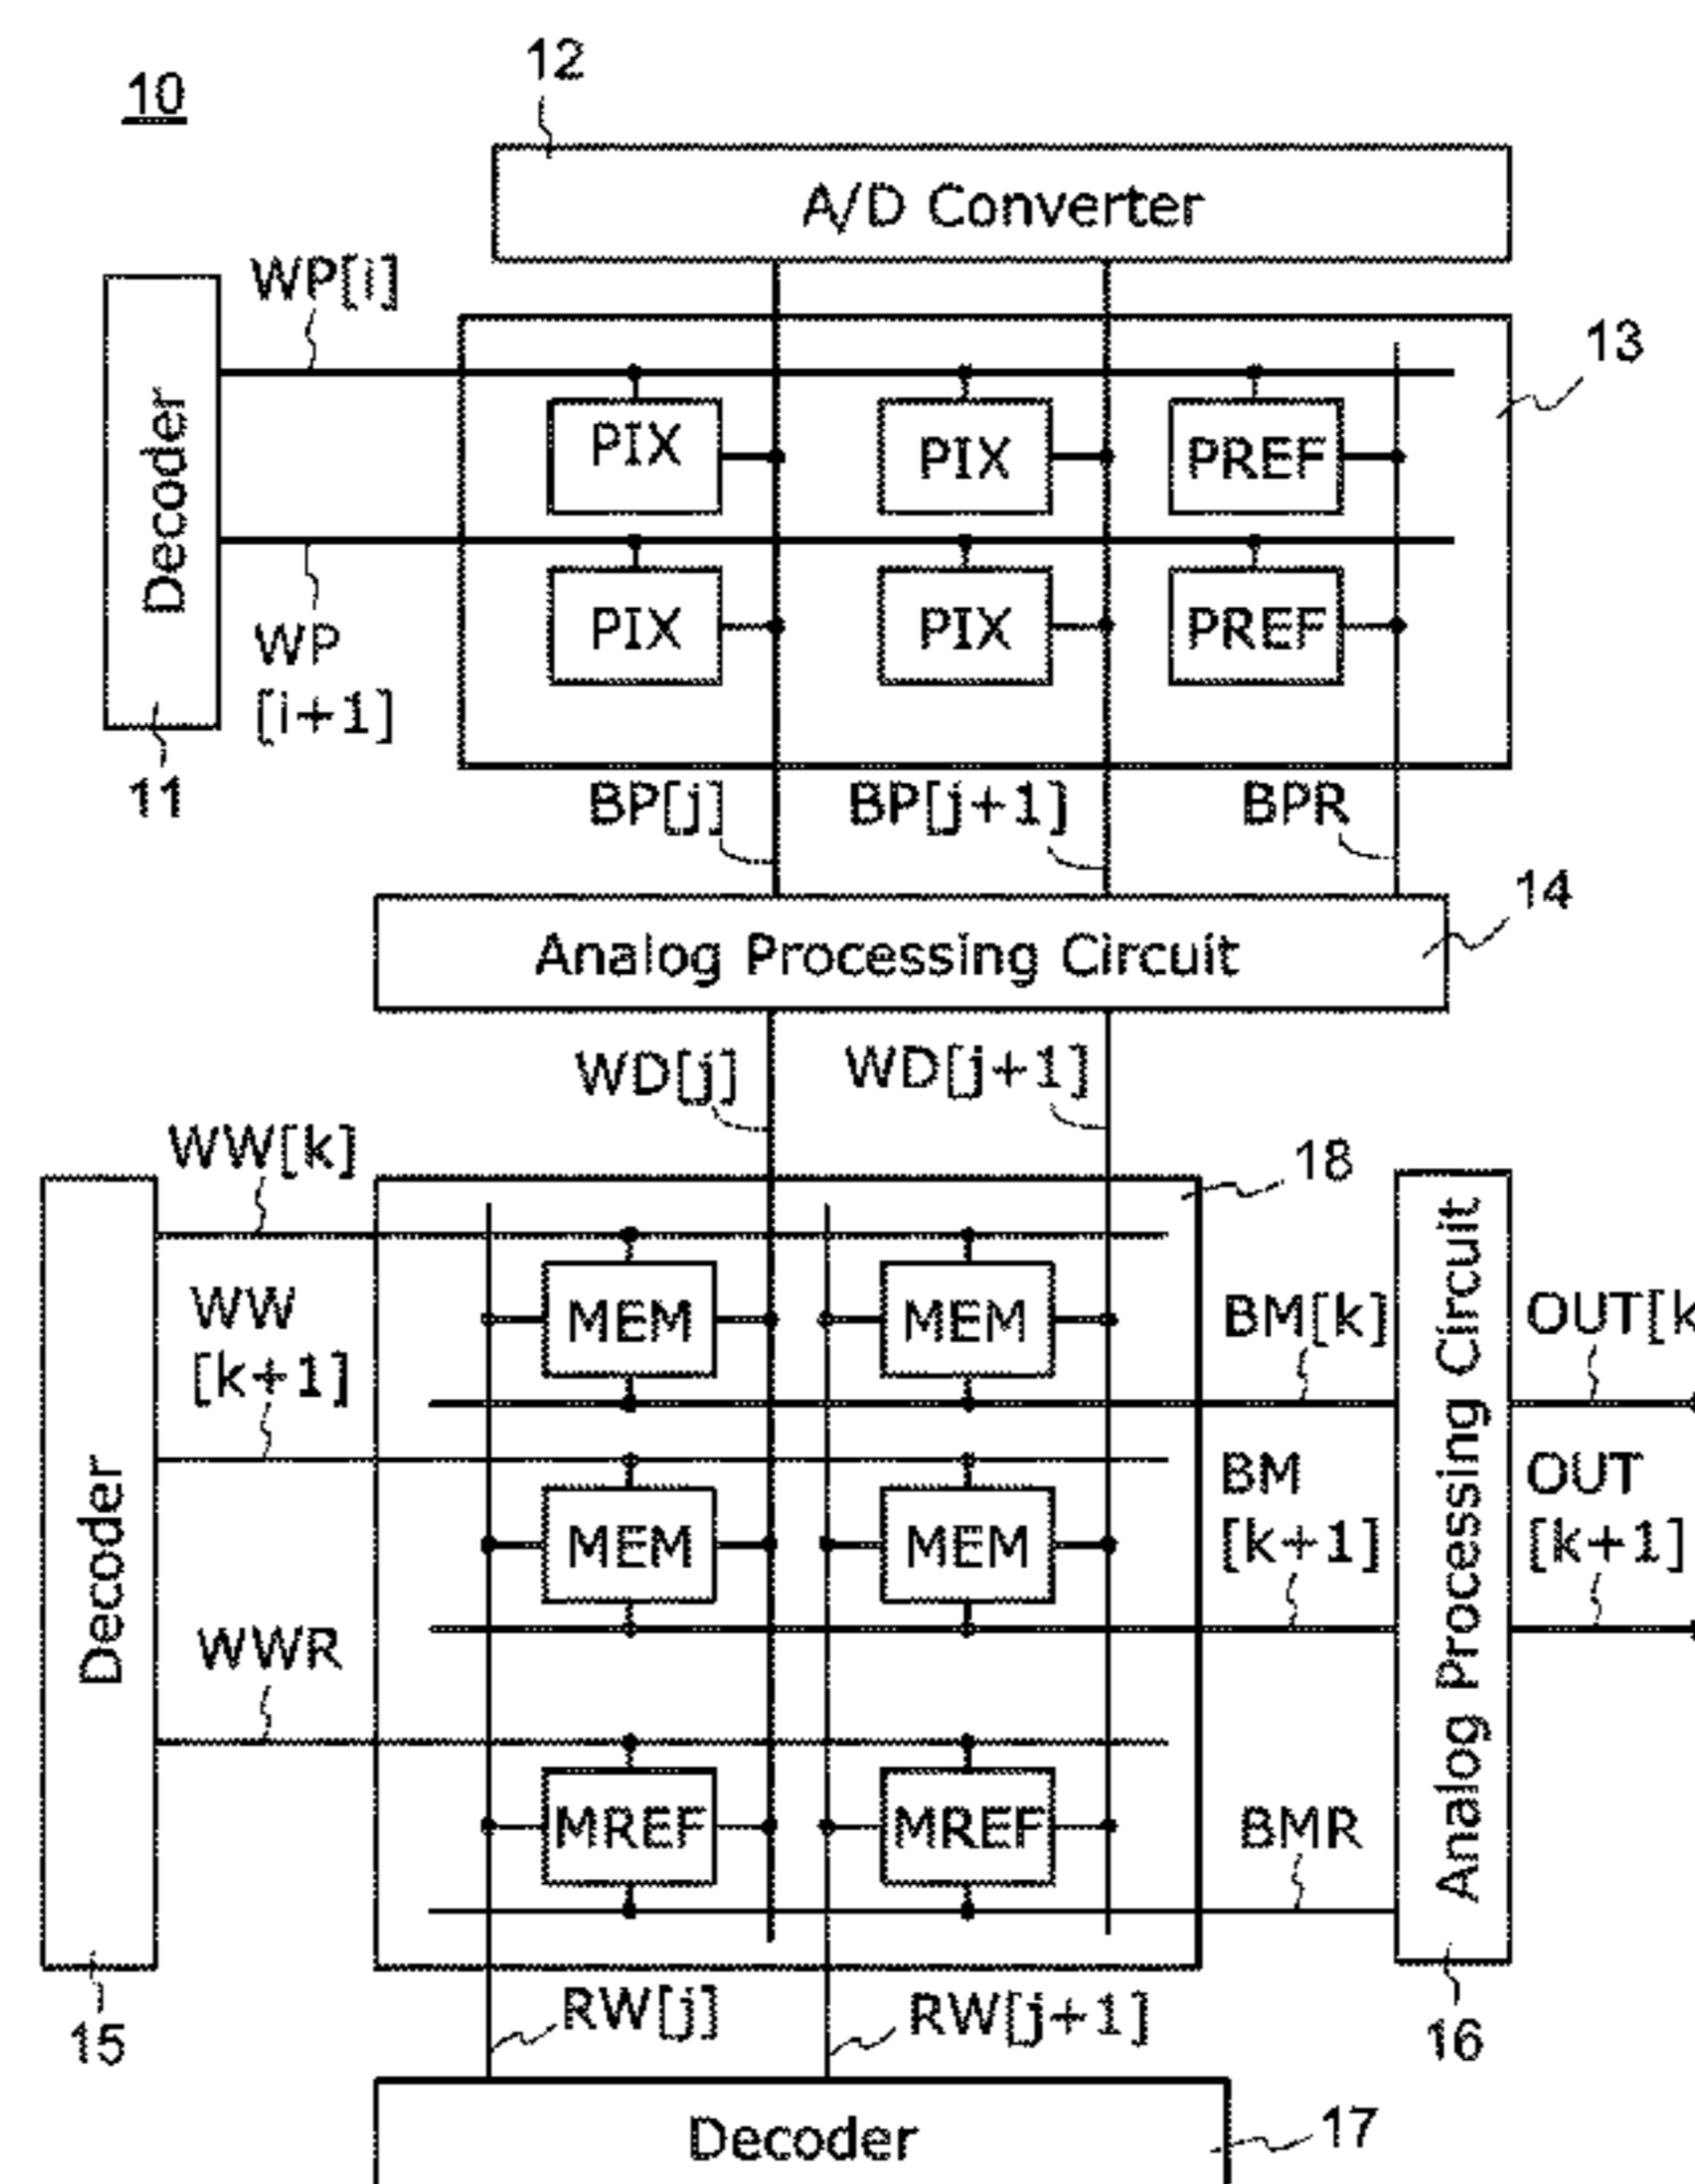 10
12
A/D Converter
WP[i]
13
Decoder
PIX PIX PREF
PIX PIX PREF
WP
[i+1]
11
BP[j] BP[j+1] BPR
14
Analog Processing Circuit
WD[j] WD[j+1]
WW[k]
18
WW
[k+1]
MEM MEM
BM[k]
OUT[k
Decoder
Analog Processing Circuit
MEM MEM
BM
[k+1]
OUT
[k+1]
WWR
MREF MREF
BMR
15
RW[j] RW[j+1]
16
Decoder
17